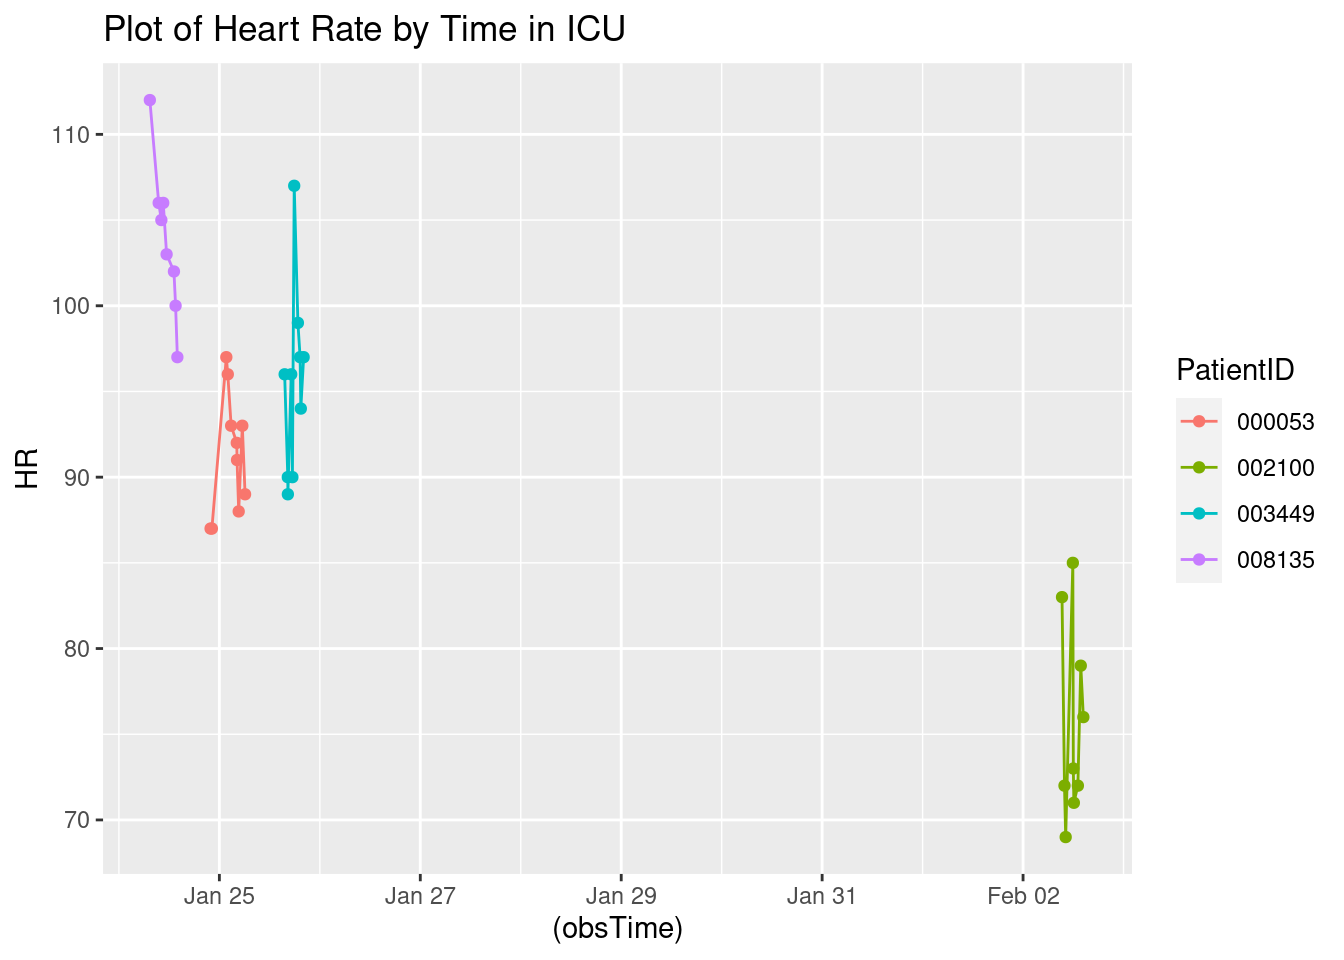 Plot of Heart Rate by Time in ICU
110
100
90
80
70
HR
Jan 25
Jan 27
Jan 29
Jan 31
Feb 02
(obsTime)
PatientID
000053
002100
003449
008135